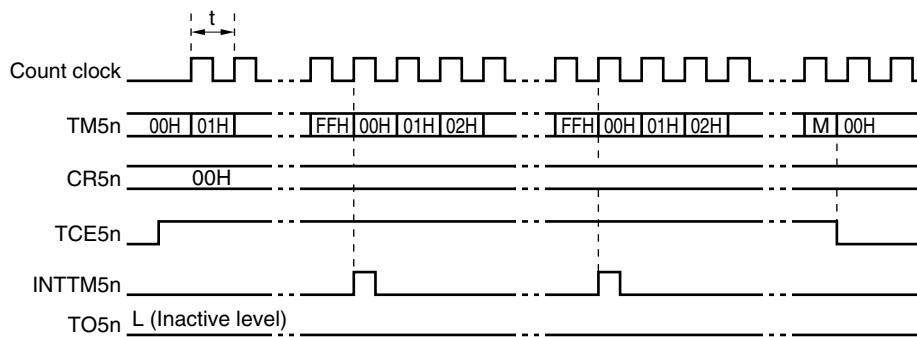 t
Count clock
TM5n 00H 01H FFH 00H 01H 02H FFH 00H 01H 02H M 00H
CR5n 00H
TCE5n
INTTM5n
TO5n L (Inactive level)